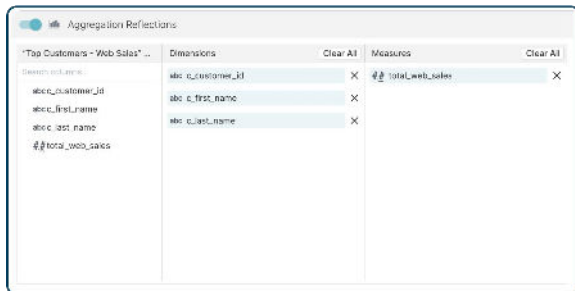 Aggregation Reflections
"Top Customers - Web Sales" ...
Dimensions
Clear All
Measures
Clear All
Search columns...
abc c_customer_id
abc c_first_name
abc c_last_name
#.# total_web_sales
abc c_customer_id
abc c_first_name
abc c_last_name
#.# total_web_sales